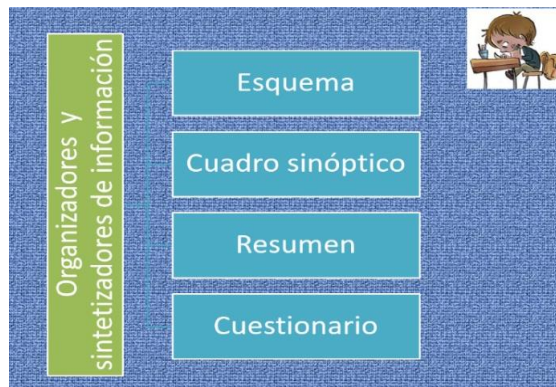 Organizadores y
sintetizadores de información
Esquema
Cuadro sinóptico
Resumen
Cuestionario